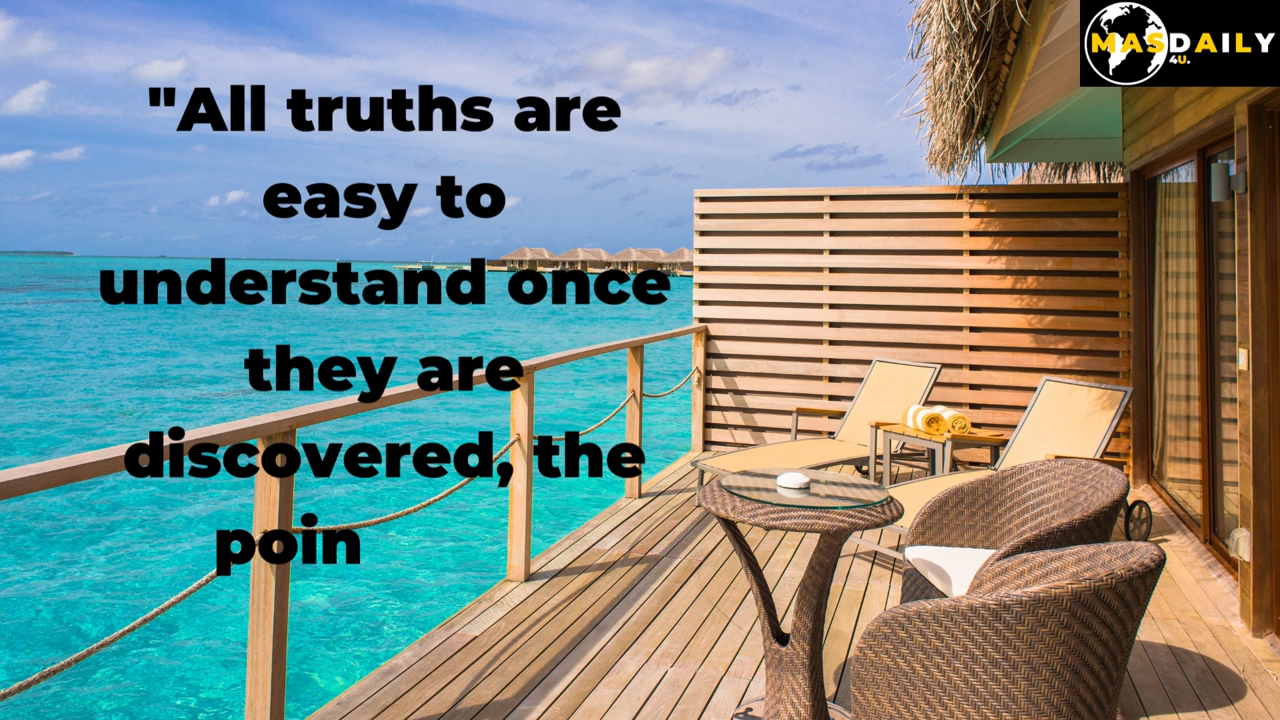 "All truths are
easy to
understand once
they are
discovered, the
poin
MASDAILY
4U.